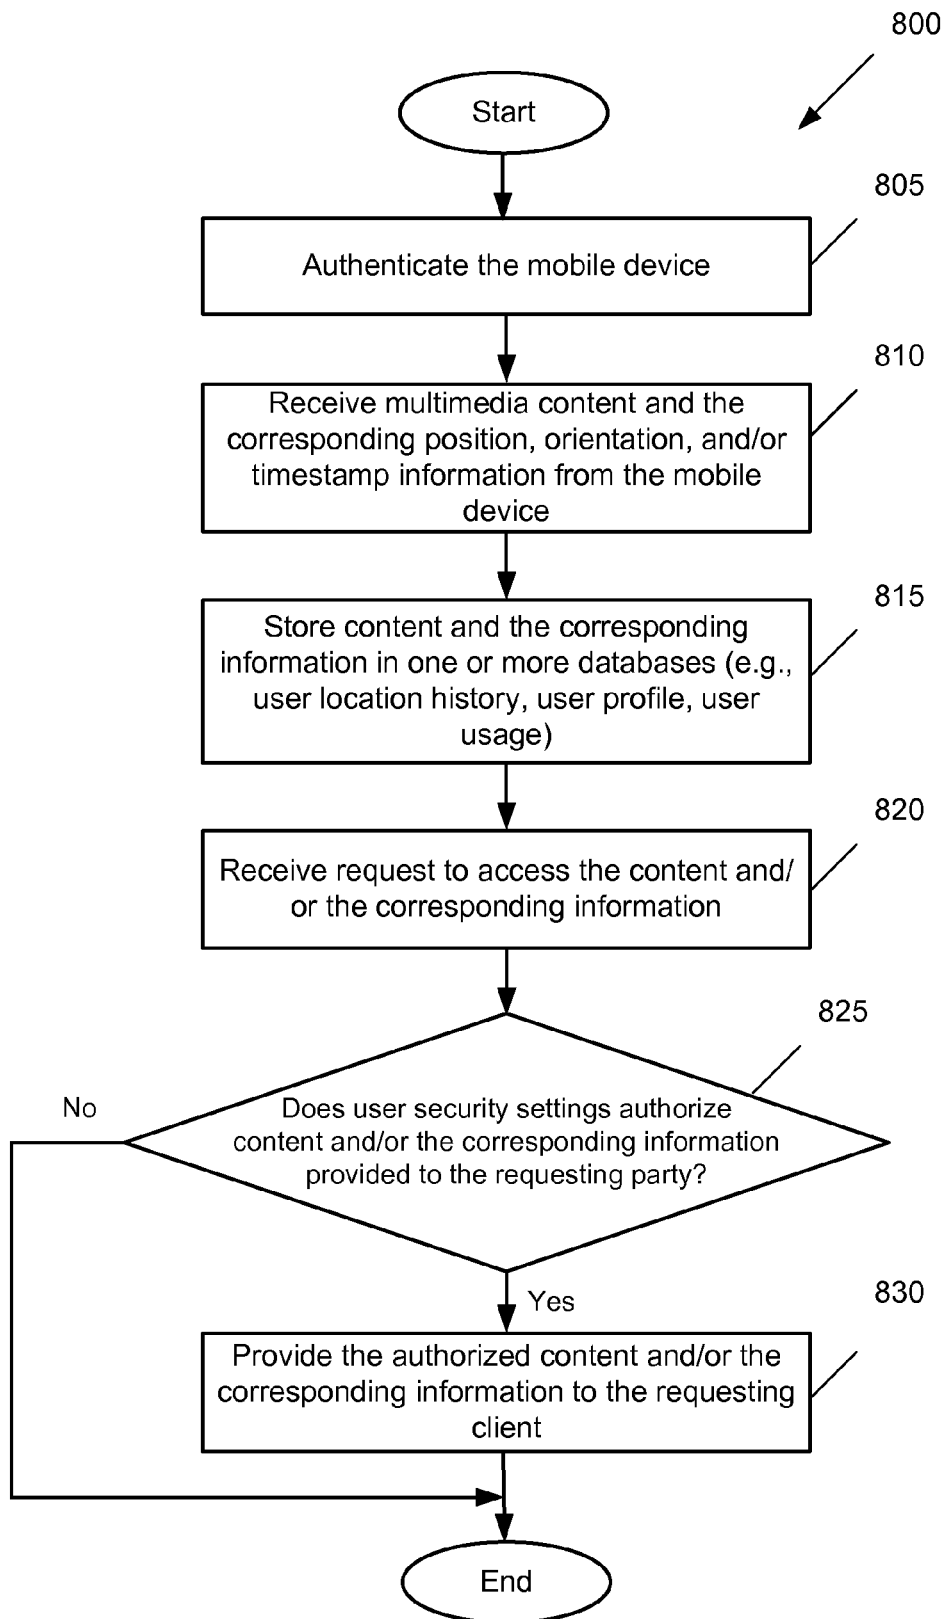 800
Start
805
Authenticate the mobile device
810
Receive multimedia content and the
corresponding position, orientation, and/or
timestamp information from the mobile
device
815
Store content and the corresponding
information in one or more databases (e.g.,
user location history, user profile, user
usage)
820
Receive request to access the content and/
or the corresponding information
825
No
Does user security settings authorize
content and/or the corresponding information
provided to the requesting party?
Yes
830
Provide the authorized content and/or the
corresponding information to the requesting
client
End